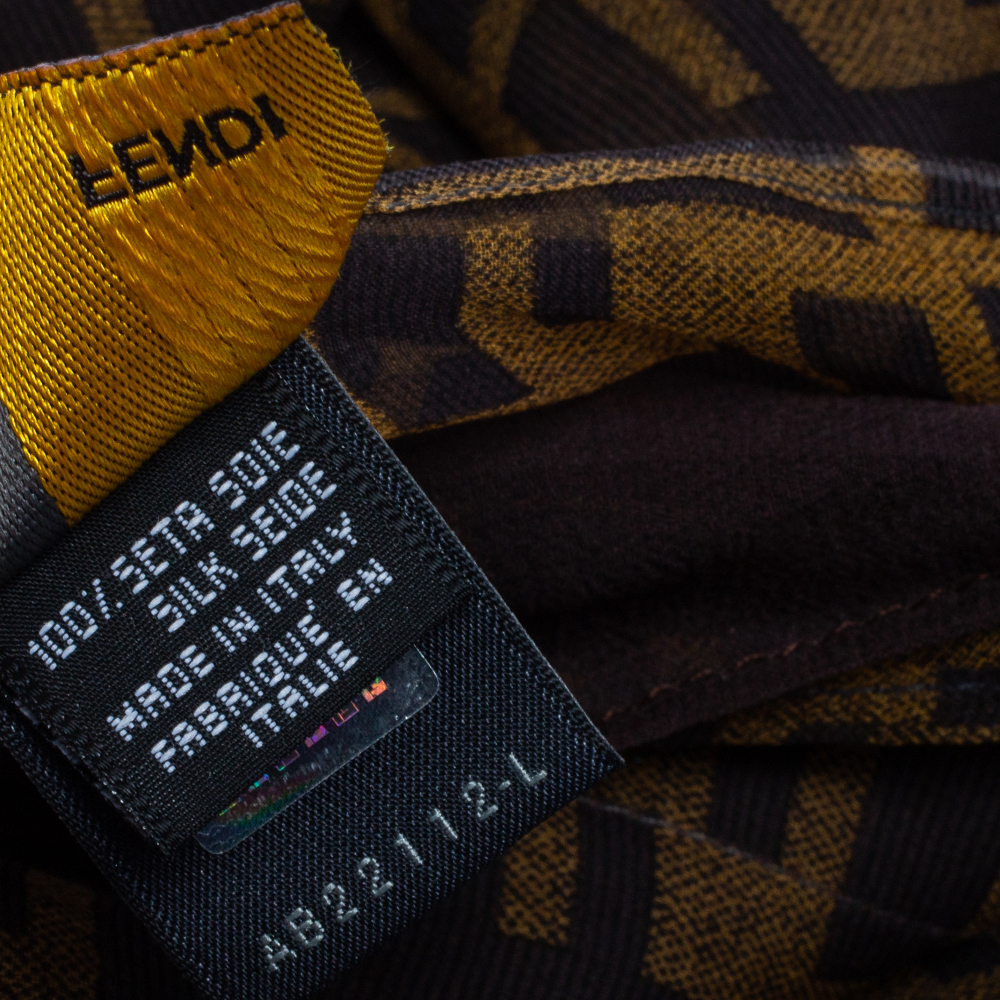 FENDI
100% SETA SOIE
SILK SEIDE
MADE IN ITALY
FABRIQUE' EN
ITALIE
AB22112-L